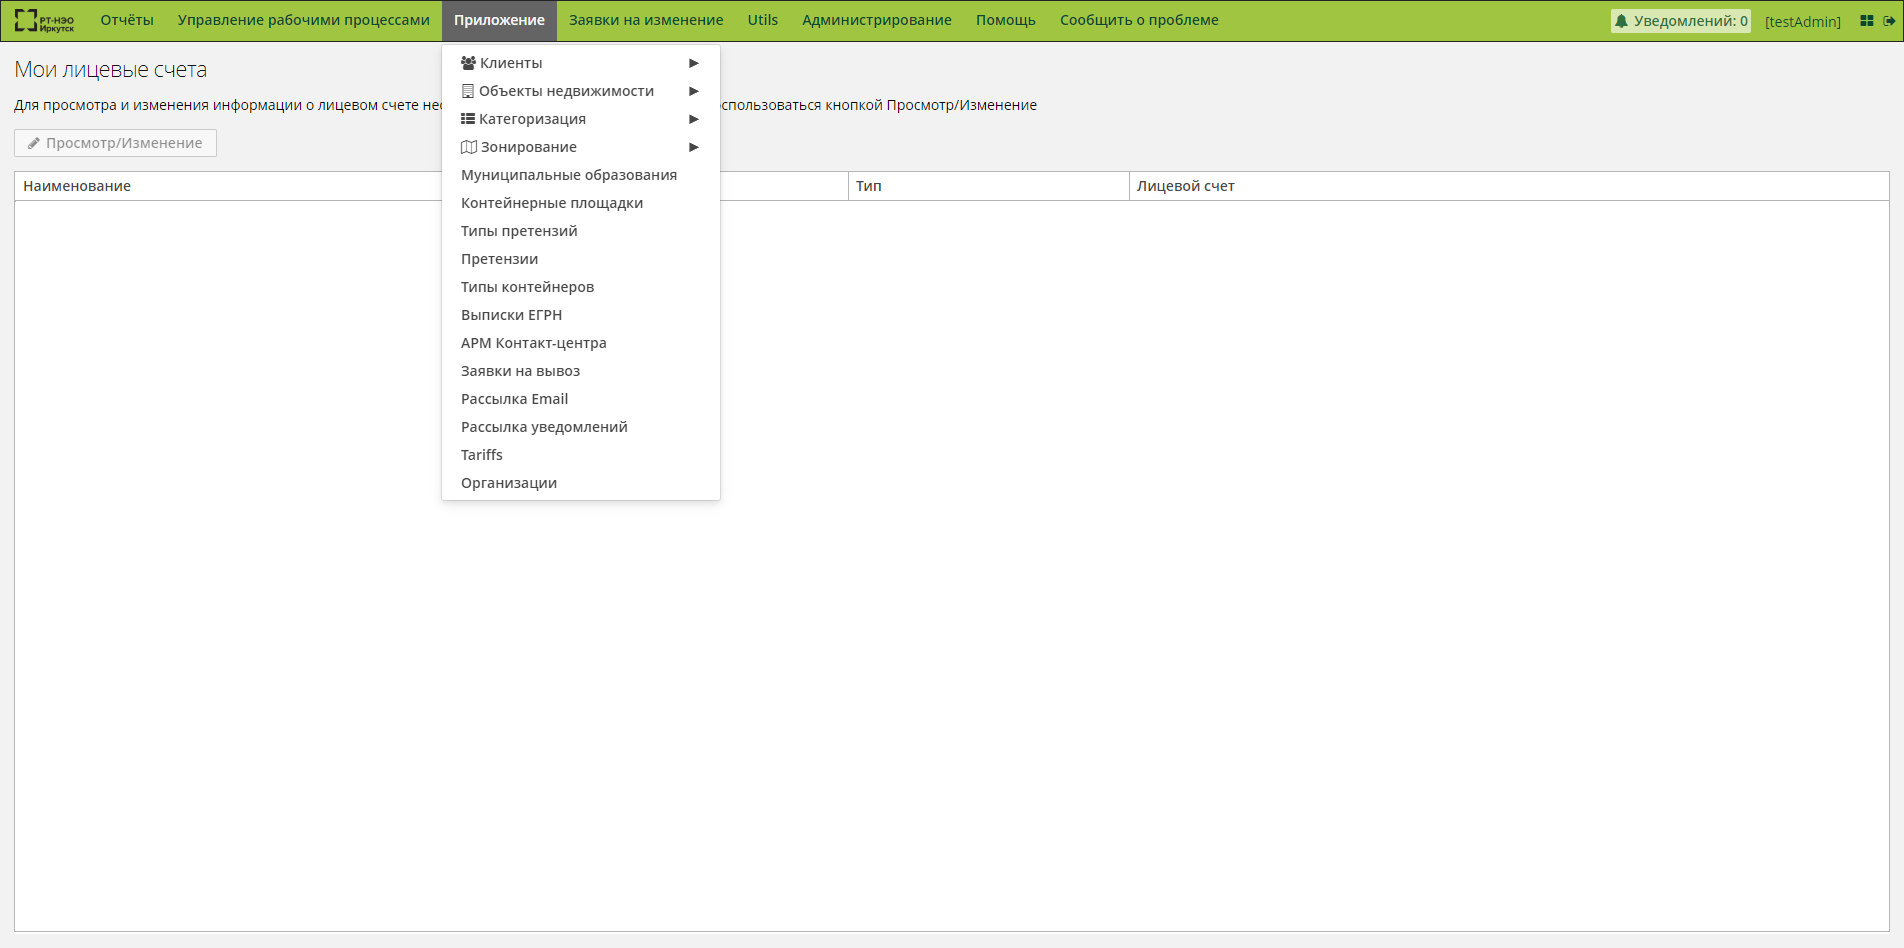 РТ-НЭО Иркутск
Отчёты Управление рабочими процессами Приложение Заявки на изменение Utils Администрирование Помощь Сообщить о проблеме Уведомлений: 0 [testAdmin]
Мои лицевые счета
Для просмотра и изменения информации о лицевом счете оспользоваться кнопкой Просмотр/Изменение
Просмотр/Изменение
Наименование Тип Лицевой счет
Клиенты
Объекты недвижимости
Категоризация
Зонирование
Муниципальные образования
Контейнерные площадки
Типы претензий
Претензии
Типы контейнеров
Выписки ЕГРН
АРМ Контакт-центра
Заявки на вывоз
Рассылка Email
Рассылка уведомлений
Tariffs
Организации